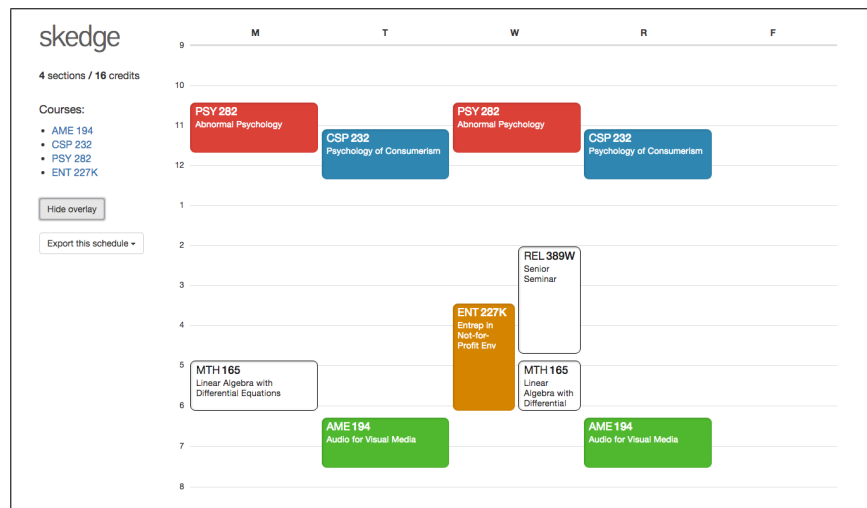 skedge
4 sections / 16 credits
Courses:
AME 194
CSP 232
PSY 282
ENT 227K
Hide overlay
Export this schedule
M T W R F
9
10
11
12
1
2
3
4
5
6
7
8
PSY 282
Abnormal Psychology
PSY 282
Abnormal Psychology
CSP 232
Psychology of Consumerism
CSP 232
Psychology of Consumerism
REL 389W
Senior
Seminar
ENT 227K
Entrep in
Not-for-
Profit Env
MTH 165
Linear Algebra with
Differential Equations
MTH 165
Linear
Algebra with
Differential
AME 194
Audio for Visual Media
AME 194
Audio for Visual Media